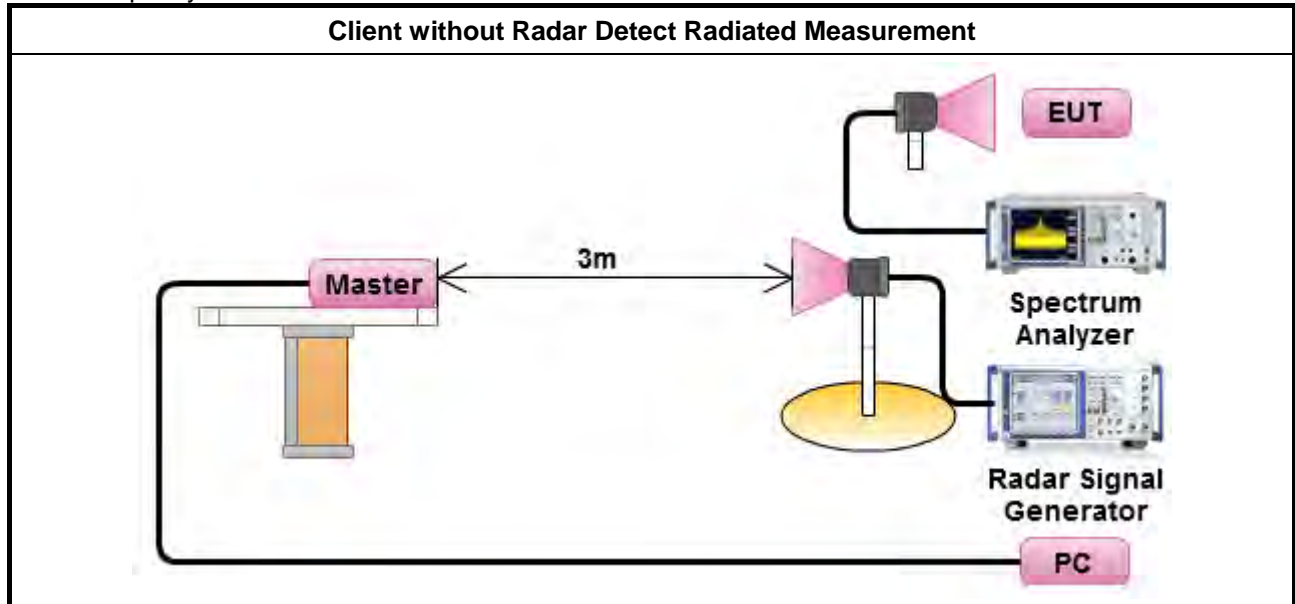 Client without Radar Detect Radiated Measurement
EUT
3m
Master
Spectrum
Analyzer
Radar Signal
Generator
PC